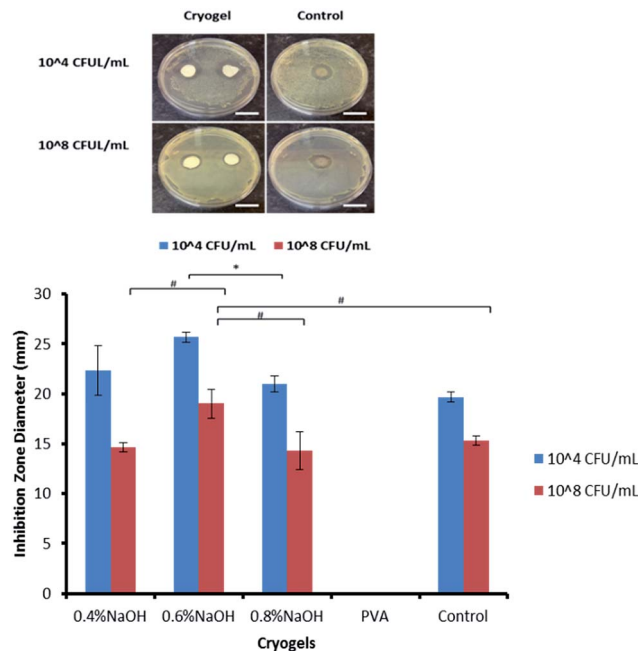 Cryogel Control
10^4 CFUL/mL
10^8 CFUL/mL
10^4 CFU/mL 10^8 CFU/mL
*
#
#
#
30
25
20
15
10
5
0
Inhibition Zone Diameter (mm)
10^4 CFU/mL
10^8 CFU/mL
0.4%NaOH 0.6%NaOH 0.8%NaOH PVA Control
Cryogels